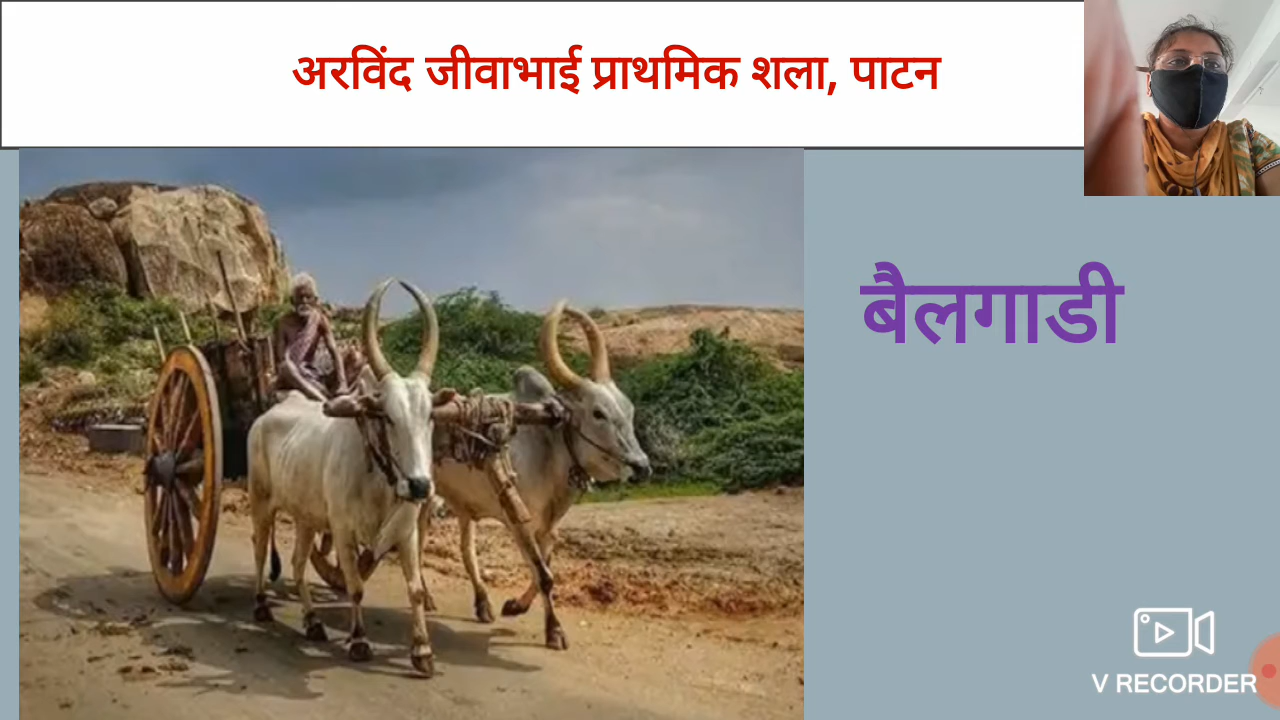 अरविंद जीवाभाई प्राथमिक शला, पाटन
बैलगाडी
V RECORDER